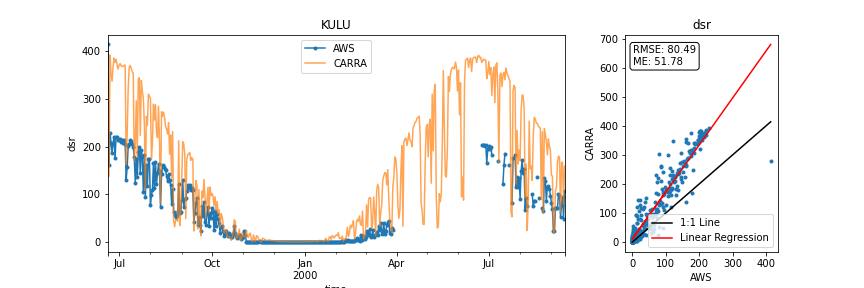 KULU
dsr
AWS
CARRA
400
300
200
100
0
dsr
Jul
Oct
Jan
2000
Apr
Jul
time
dsr
RMSE: 80.49
ME: 51.78
700
600
500
400
300
200
100
0
CARRA
1:1 Line
Linear Regression
0
100
200
300
400
AWS